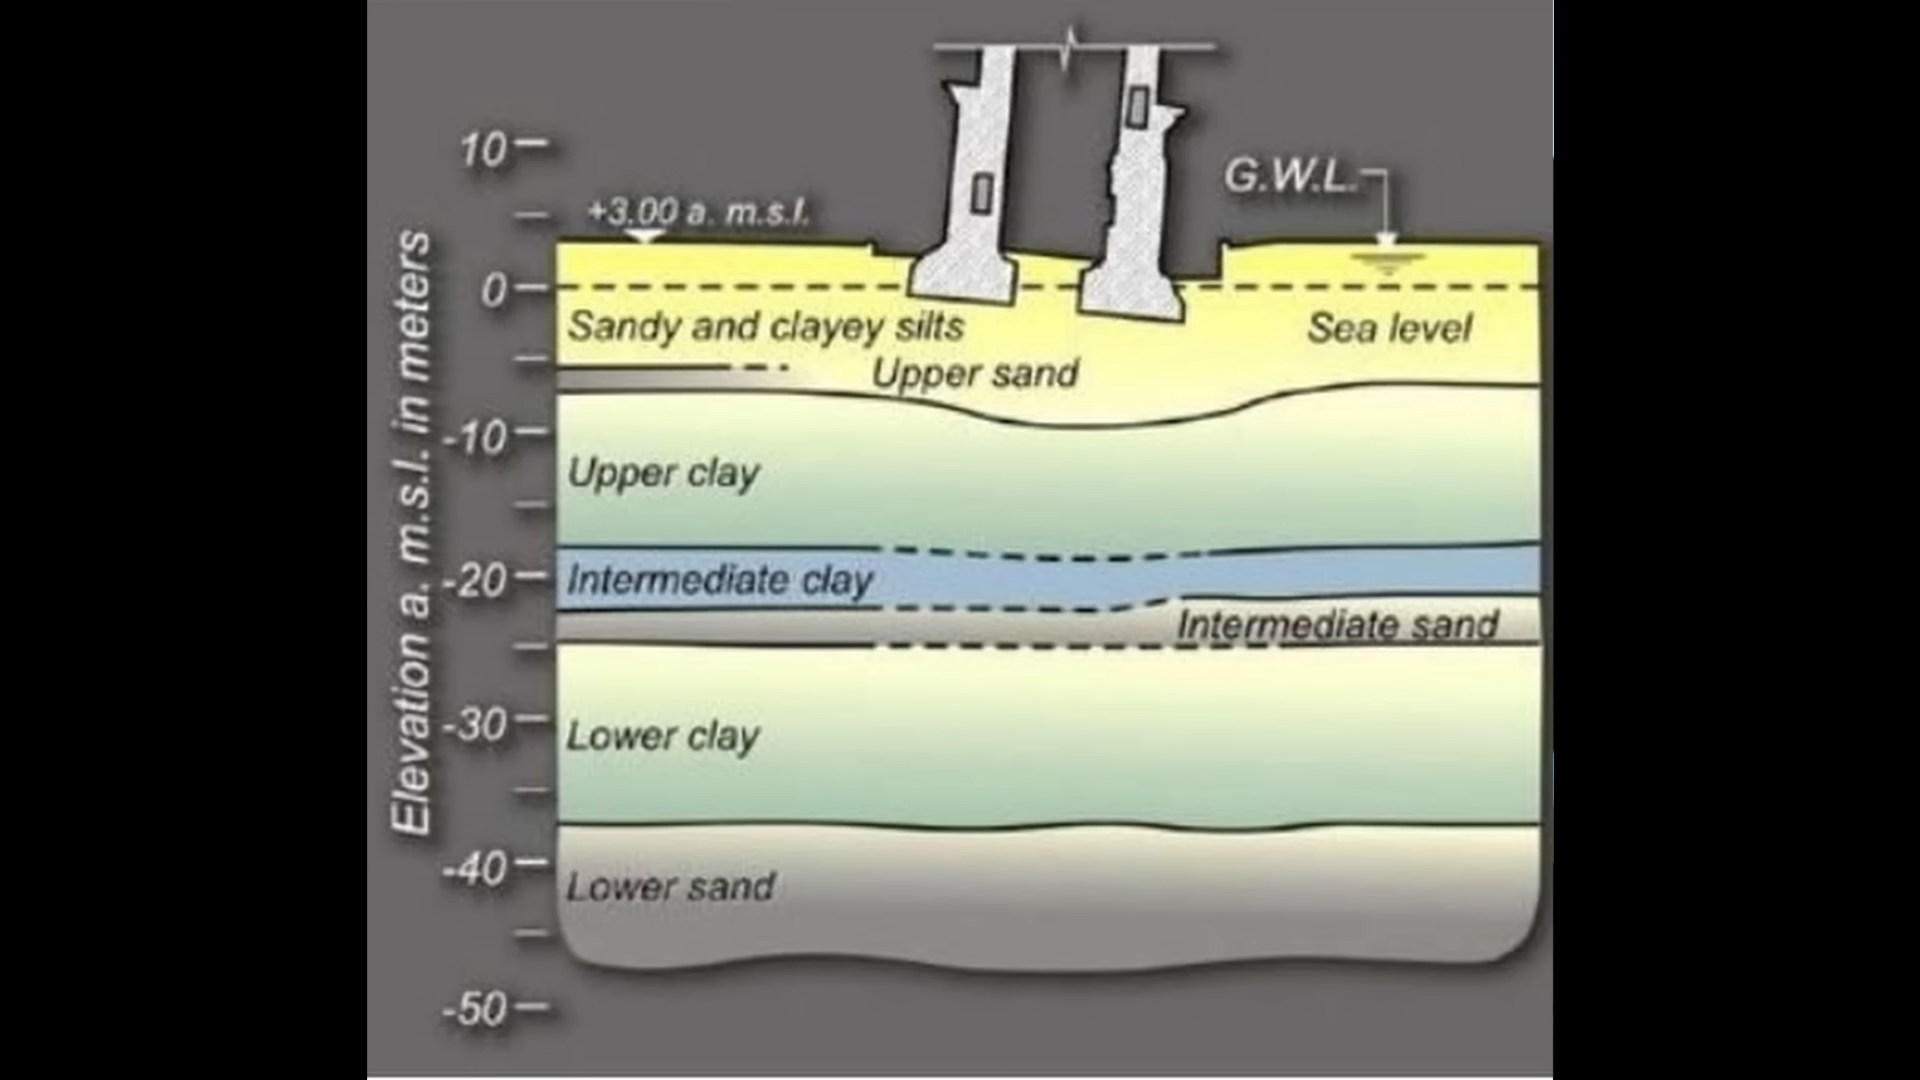 10
+3.00 a. m.s.l.
G.W.L.
0
Sandy and clayey silts
Sea level
Upper sand
Elevation a. m.s.l. in meters
-10
Upper clay
-20
Intermediate clay
Intermediate sand
-30
Lower clay
-40
Lower sand
-50